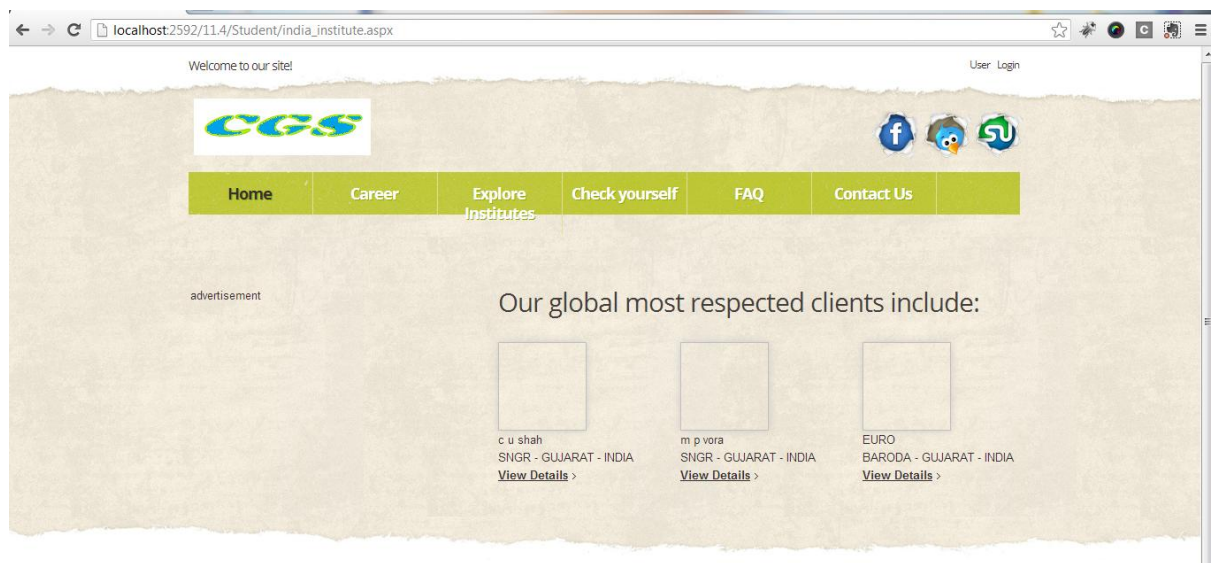 localhost:2592/11.4/Student/india_institute.aspx
Welcome to our site!
User Login
CGS
Home Career Explore Institutes Check yourself FAQ Contact Us
advertisement
Our global most respected clients include:
c u shah
SNGR - GUJARAT - INDIA
View Details >
m p vora
SNGR - GUJARAT - INDIA
View Details >
EURO
BARODA - GUJARAT - INDIA
View Details >